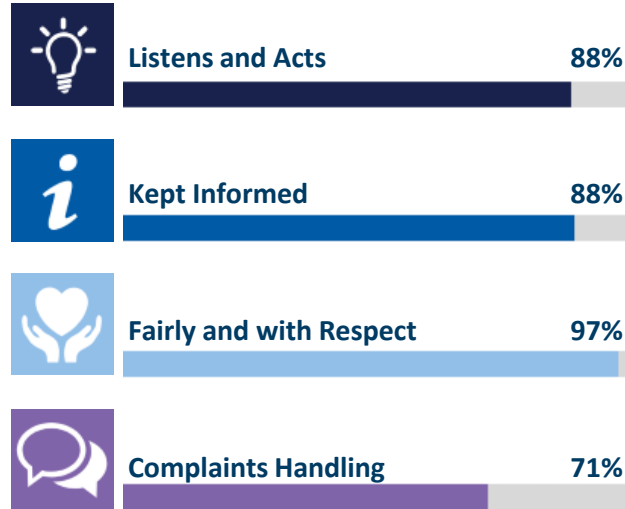 Listens and Acts 88%
Kept Informed 88%
Fairly and with Respect 97%
Complaints Handling 71%